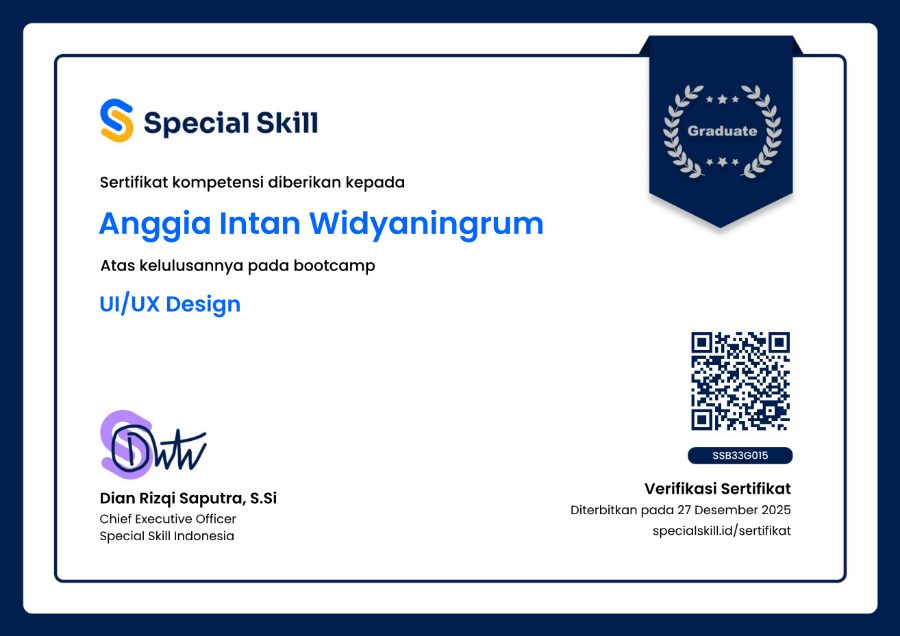 Special Skill
Graduate
Sertifikat kompetensi diberikan kepada
Anggia Intan Widyaningrum
Atas kelulusannya pada bootcamp
UI/UX Design
SSB33G015
Dian Rizqi Saputra, S.Si
Chief Executive Officer
Special Skill Indonesia
Verifikasi Sertifikat
Diterbitkan pada 27 Desember 2025
specialskill.id/sertifikat